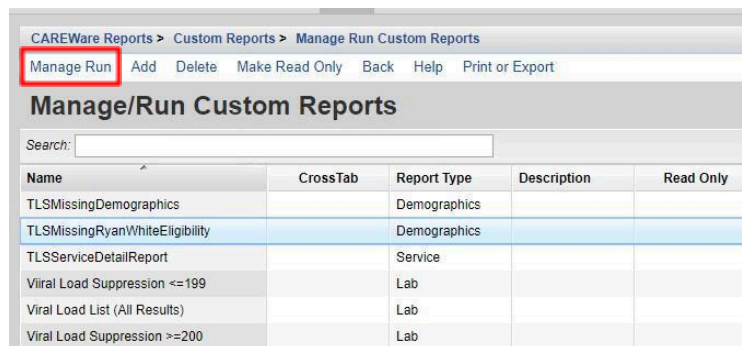 CAREWare Reports > Custom Reports > Manage Run Custom Reports
Manage Run Add Delete Make Read Only Back Help Print or Export
Manage/Run Custom Reports
Search:
Name CrossTab Report Type Description Read Only
TLSMissingDemographics Demographics
TLSMissingRyanWhiteEligibility Demographics
TLSServiceDetailReport Service
Viiral Load Suppression <=199 Lab
Viral Load List (All Results) Lab
Viral Load Suppression >=200 Lab